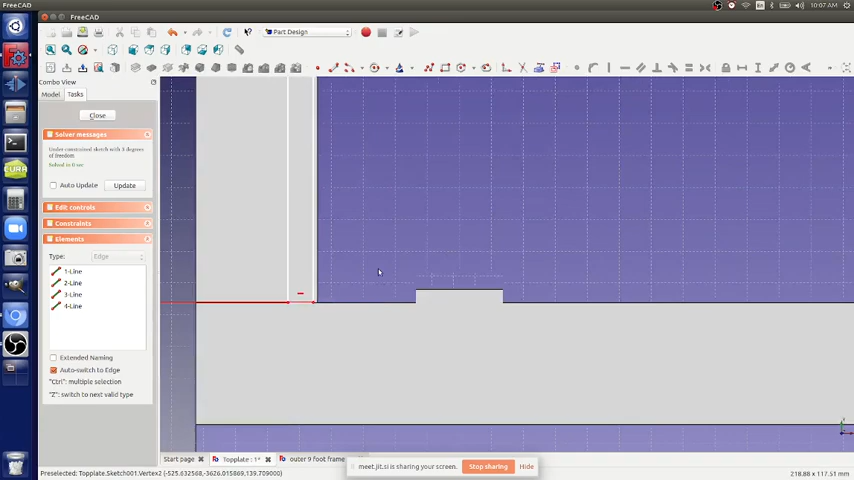 FreeCAD
En
10:07 AM
FreeCAD
Part Design
Combo View
Model
Tasks
Close
Solver messages
Under-constrained sketch with 3 degrees
of freedom
Solved in 0 sec
Auto Update
Update
Edit controls
Constraints
Elements
Type:
Edge
1-Line
2-Line
3-Line
4-Line
Extended Naming
Auto-switch to Edge
"Ctrl": multiple selection
"Z": switch to next valid type
CURA
Start page
Topplate : 1*
outer 9 foot frame
meet.jit.si is sharing your screen.
Stop sharing
Hide
Preselected: Topplate.Sketch001.Vertex2 (-525.632568, -3626.015869,139.709000)
218.88 x 117.51 mm